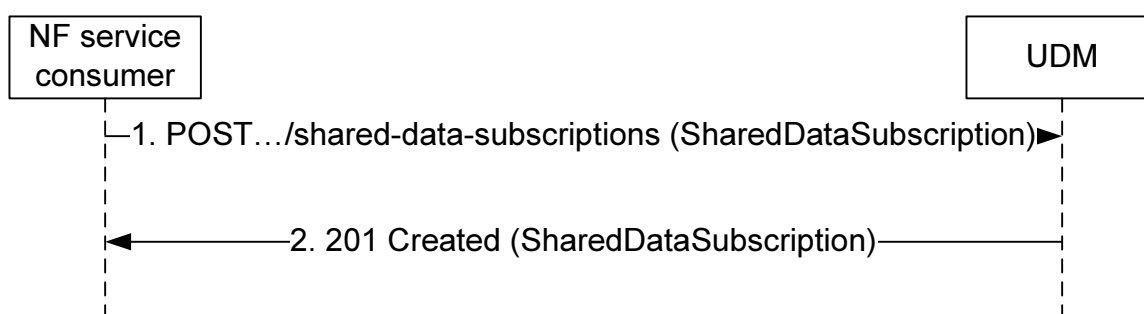 NF service
consumer
UDM
1. POST…/shared-data-subscriptions (SharedDataSubscription)
2. 201 Created (SharedDataSubscription)